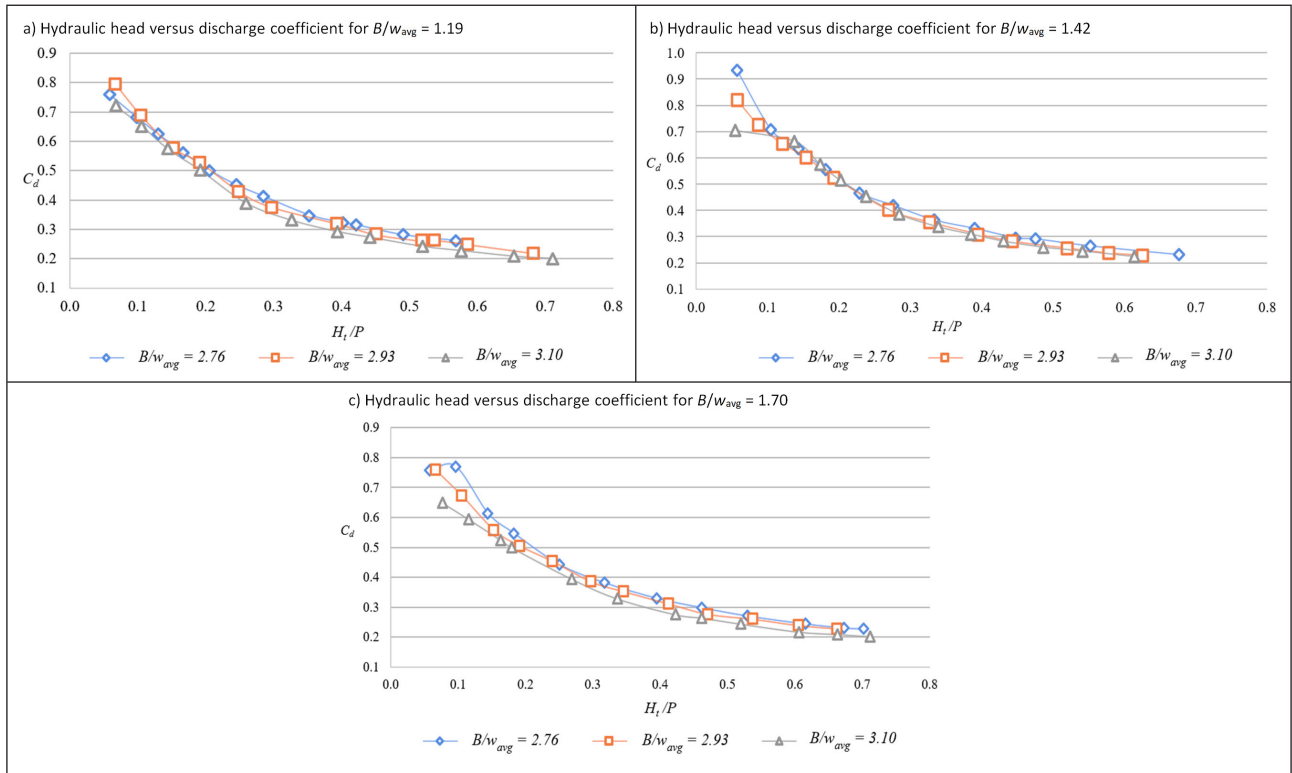 a) Hydraulic head versus discharge coefficient for B/wavg = 1.19
0.9
0.8
0.7
0.6
0.5
Cd
0.4
0.3
0.2
0.1
0.0 0.1 0.2 0.3 0.4 0.5 0.6 0.7 0.8
Ht/P
B/wavg = 2.76 B/wavg = 2.93 B/wavg = 3.10
b) Hydraulic head versus discharge coefficient for B/wavg = 1.42
1.0
0.9
0.8
0.7
0.6
Cd
0.5
0.4
0.3
0.2
0.1
0.0 0.1 0.2 0.3 0.4 0.5 0.6 0.7 0.8
Ht/P
B/wavg = 2.76 B/wavg = 2.93 B/wavg = 3.10
c) Hydraulic head versus discharge coefficient for B/wavg = 1.70
0.9
0.8
0.7
0.6
Cd
0.5
0.4
0.3
0.2
0.1
0.0 0.1 0.2 0.3 0.4 0.5 0.6 0.7 0.8
Ht/P
B/wavg = 2.76 B/wavg = 2.93 B/wavg = 3.10